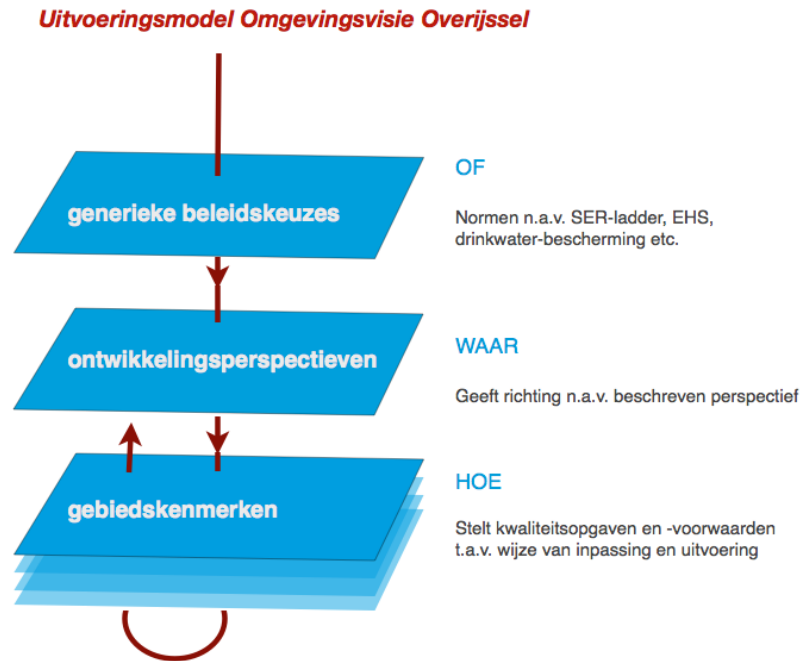 Uitvoeringsmodel Omgevingsvisie Overijssel
generieke beleidskeuzes
OF
Normen n.a.v. SER-ladder, EHS,
drinkwater-bescherming etc.
ontwikkelingsperspectieven
WAAR
Geeft richting n.a.v. beschreven perspectief
gebiedskenmerken
HOE
Stelt kwaliteitsopgaven en -voorwaarden
t.a.v. wijze van inpassing en uitvoering